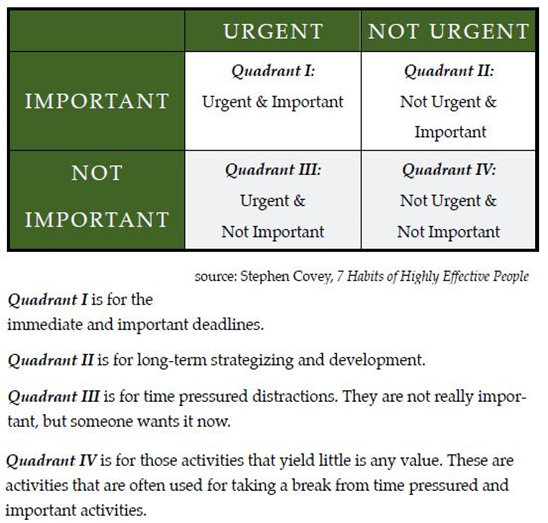 URGENT NOT URGENT
IMPORTANT
Quadrant I:
Urgent & Important
Quadrant II:
Not Urgent &
Important
NOT
IMPORTANT
Quadrant III:
Urgent &
Not Important
Quadrant IV:
Not Urgent &
Not Important
source: Stephen Covey, 7 Habits of Highly Effective People
Quadrant I is for the
immediate and important deadlines.
Quadrant II is for long-term strategizing and development.
Quadrant III is for time pressured distractions. They are not really impor-
tant, but someone wants it now.
Quadrant IV is for those activities that yield little is any value. These are
activities that are often used for taking a break from time pressured and
important activities.